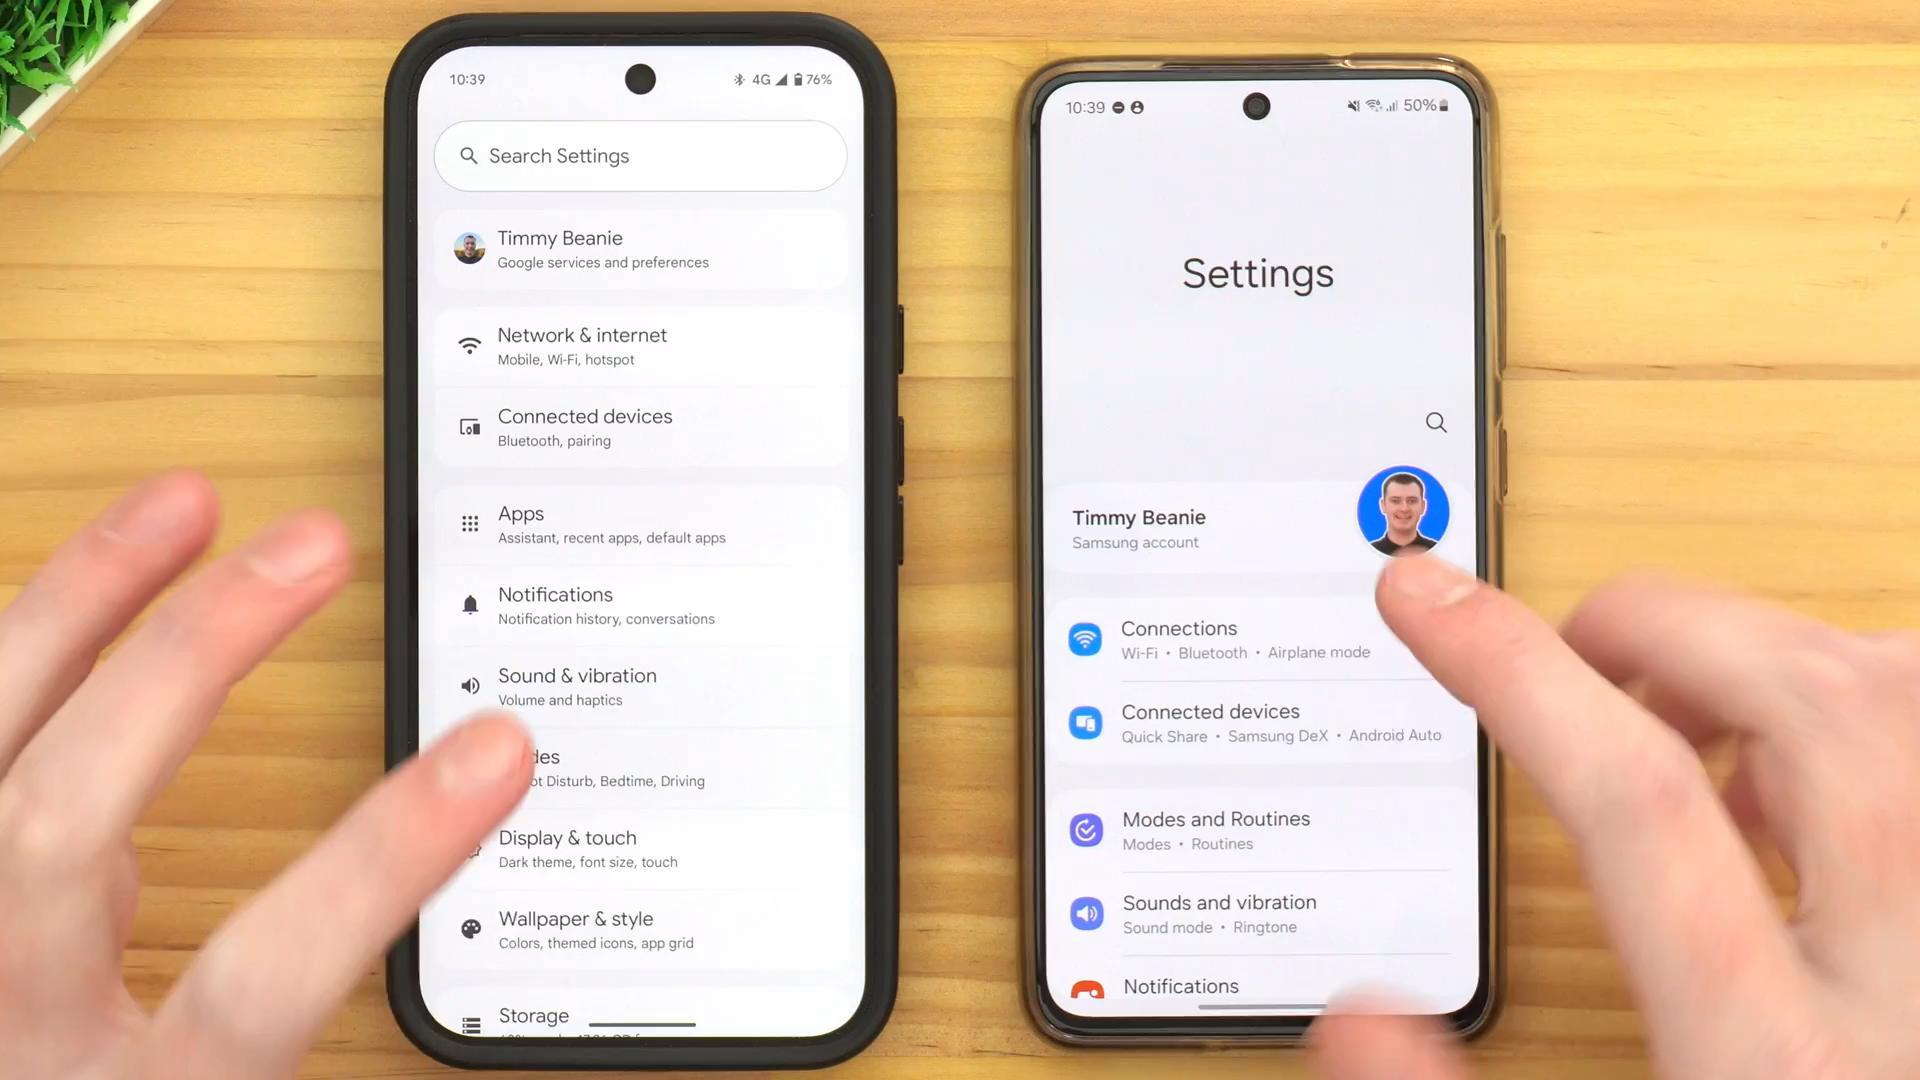 10:39
4G 76%
Search Settings
Timmy Beanie
Google services and preferences
Network & internet
Mobile, Wi-Fi, hotspot
Connected devices
Bluetooth, pairing
Apps
Assistant, recent apps, default apps
Notifications
Notification history, conversations
Sound & vibration
Volume and haptics
Disturb, Bedtime, Driving
Display & touch
Dark theme, font size, touch
Wallpaper & style
Colors, themed icons, app grid
Storage
10:39
50%
Settings
Timmy Beanie
Samsung account
Connections
Wi-Fi • Bluetooth • Airplane mode
Connected devices
Quick Share • Samsung DeX • Android Auto
Modes and Routines
Modes • Routines
Sounds and vibration
Sound mode • Ringtone
Notifications